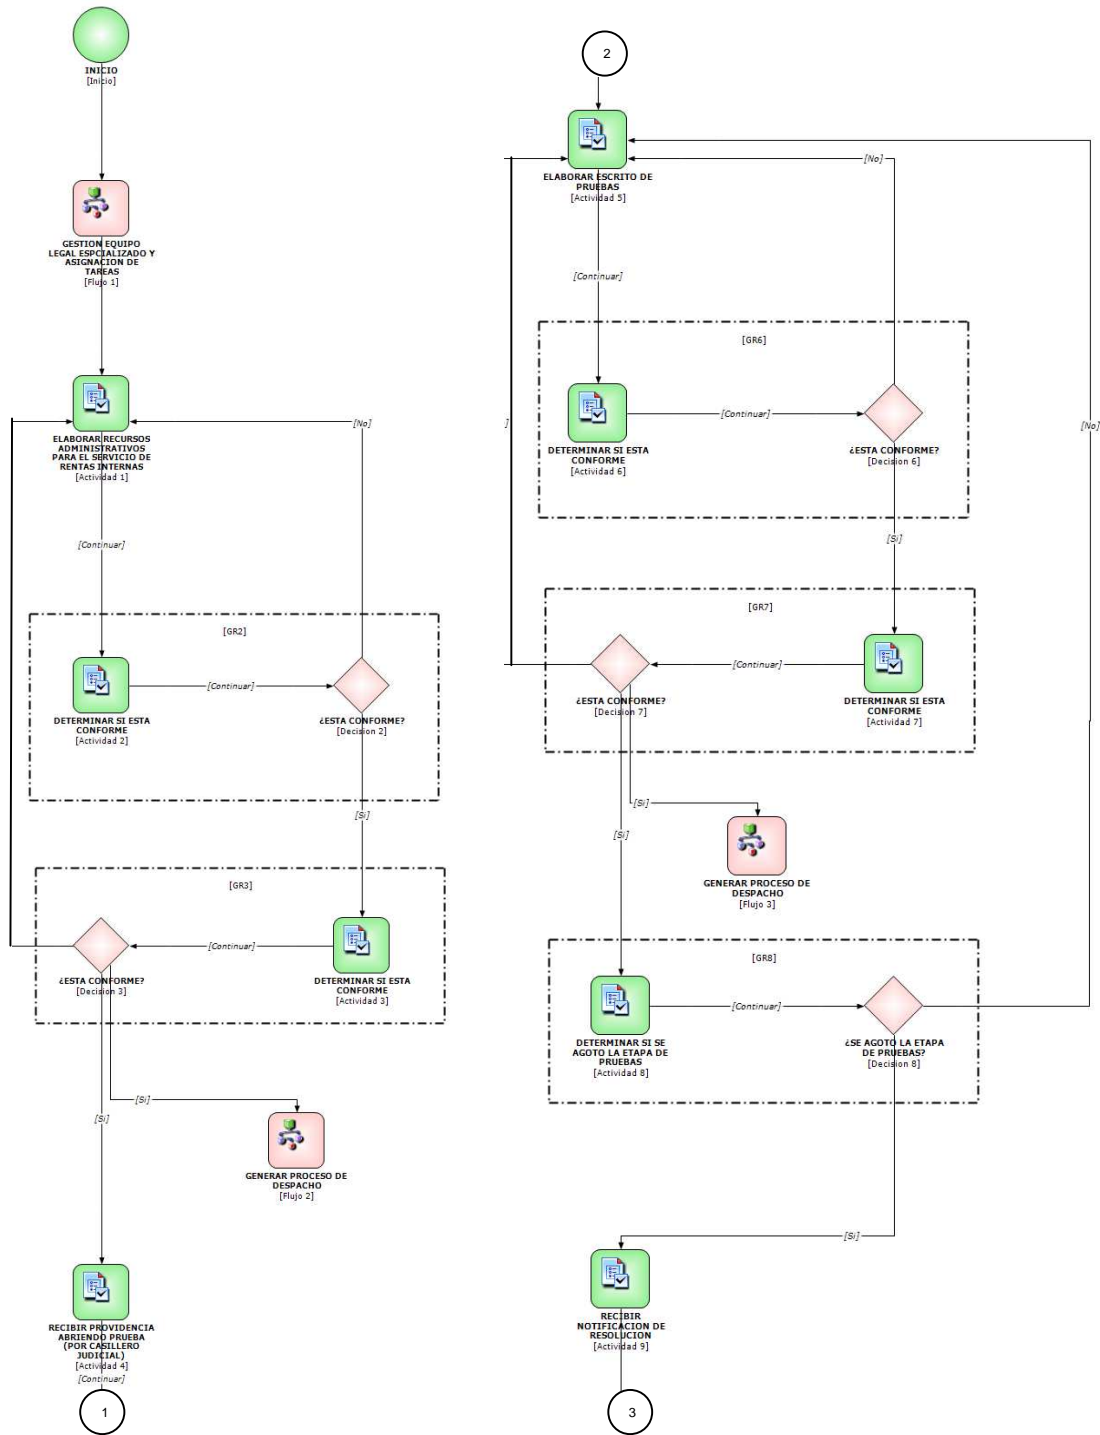 INICIO
[Inicio]
GESTION EQUIPO
LEGAL ESPCIALIZADO Y
ASIGNACION DE
TAREAS
[Flujo 1]
[No]
ELABORAR RECURSOS
ADMINISTRATIVOS
PARA EL SERVICIO DE
RENTAS INTERNAS
[Actividad 1]
[Continuar]
[GR2]
[Continuar]
DETERMINAR SI ESTA
CONFORME
[Actividad 2]
¿ESTA CONFORME?
[Decision 2]
[Si]
[GR3]
[Continuar]
¿ESTA CONFORME?
[Decision 3]
DETERMINAR SI ESTA
CONFORME
[Actividad 3]
[Si]
[Si]
GENERAR PROCESO DE
DESPACHO
[Flujo 2]
RECIBIR PROVIDENCIA
ABRIENDO PRUEBA
(POR CASILLERO
JUDICIAL)
[Actividad 4]
[Continuar]
1
2
[No]
ELABORAR ESCRITO DE
PRUEBAS
[Actividad 5]
[Continuar]
[GR6]
[Continuar]
]
[No]
DETERMINAR SI ESTA
CONFORME
[Actividad 6]
¿ESTA CONFORME?
[Decision 6]
[Si]
[GR7]
[Continuar]
¿ESTA CONFORME?
[Decision 7]
DETERMINAR SI ESTA
CONFORME
[Actividad 7]
[Si]
[Si]
GENERAR PROCESO DE
DESPACHO
[Flujo 3]
[GR8]
[Continuar]
DETERMINAR SI SE
AGOTO LA ETAPA DE
PRUEBAS
[Actividad 8]
¿SE AGOTO LA ETAPA
DE PRUEBAS?
[Decision 8]
[Si]
RECIBIR
NOTIFICACION DE
RESOLUCION
[Actividad 9]
3